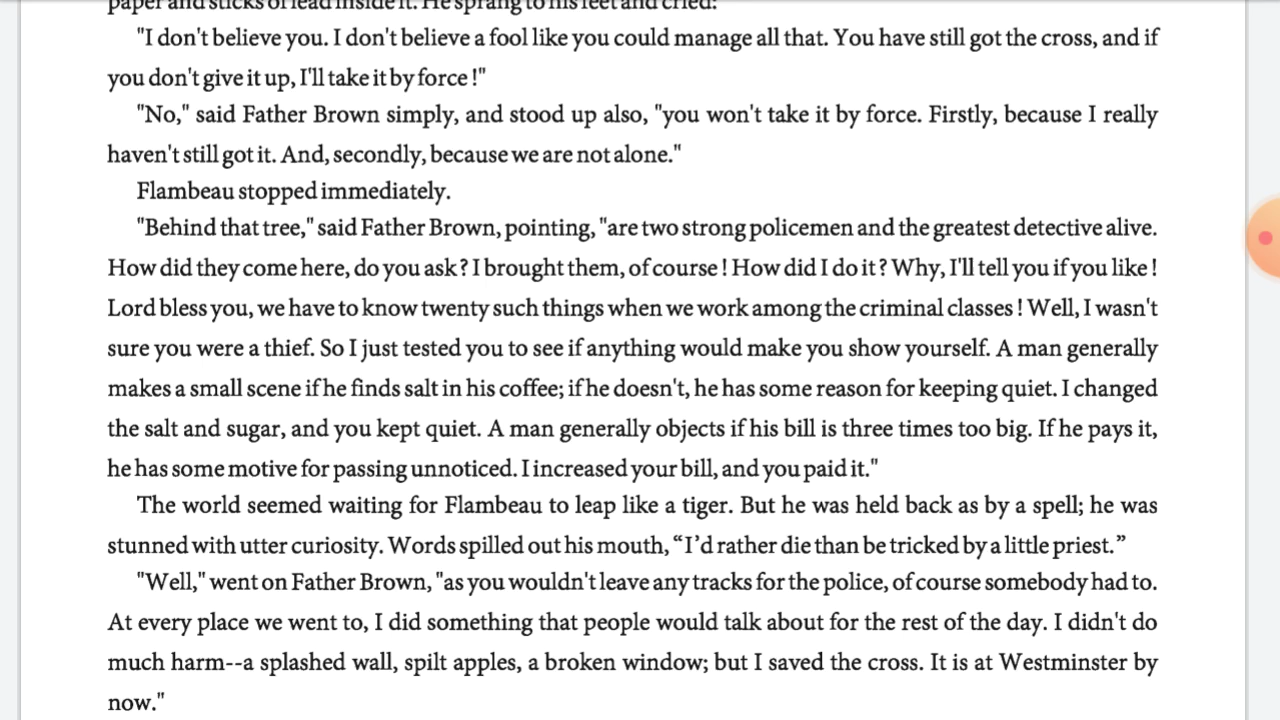 paper and sticks of lead inside it. He sprang to his feet and cried:
"I don't believe you. I don't believe a fool like you could manage all that. You have still got the cross, and if
you don't give it up, I'll take it by force !"
"No," said Father Brown simply, and stood up also, "you won't take it by force. Firstly, because I really
haven't still got it. And, secondly, because we are not alone."
Flambeau stopped immediately.
"Behind that tree," said Father Brown, pointing, "are two strong policemen and the greatest detective alive.
How did they come here, do you ask ? I brought them, of course ! How did I do it ? Why, I'll tell you if you like !
Lord bless you, we have to know twenty such things when we work among the criminal classes ! Well, I wasn't
sure you were a thief. So I just tested you to see if anything would make you show yourself. A man generally
makes a small scene if he finds salt in his coffee; if he doesn't, he has some reason for keeping quiet. I changed
the salt and sugar, and you kept quiet. A man generally objects if his bill is three times too big. If he pays it,
he has some motive for passing unnoticed. I increased your bill, and you paid it."
The world seemed waiting for Flambeau to leap like a tiger. But he was held back as by a spell; he was
stunned with utter curiosity. Words spilled out his mouth, “I’d rather die than be tricked by a little priest.”
"Well," went on Father Brown, "as you wouldn't leave any tracks for the police, of course somebody had to.
At every place we went to, I did something that people would talk about for the rest of the day. I didn't do
much harm--a splashed wall, spilt apples, a broken window; but I saved the cross. It is at Westminster by
now."